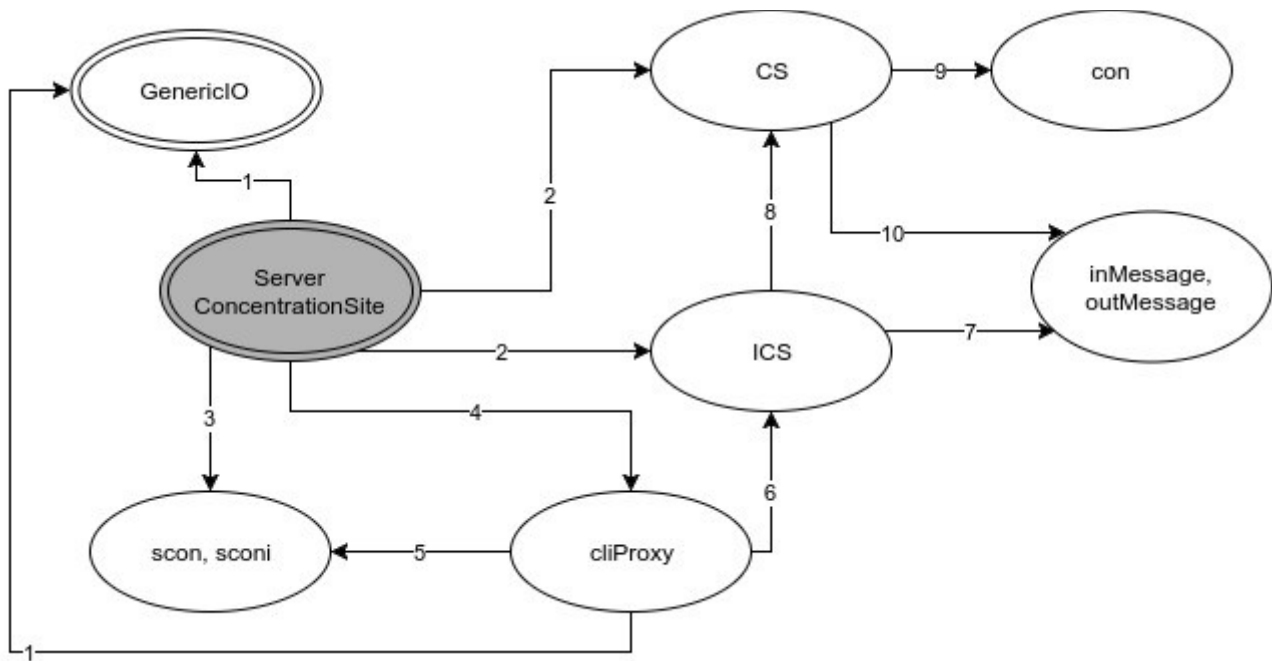 GenericIO
CS
9
con
1
2
8
10
Server
ConcentrationSite
inMessage,
outMessage
7
2
ICS
3
4
6
scon, sconi
5
cliProxy
1